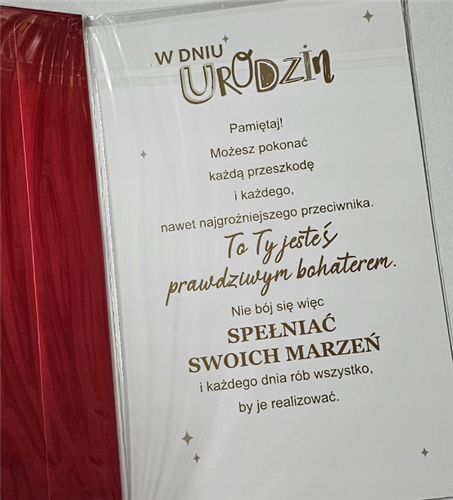 W DNIU
URODZIN
Pamiętaj!
Możesz pokonać
każdą przeszkodę
i każdego,
nawet najgroźniejszego przeciwnika.
To Ty jesteś
prawdziwym bohaterem.
Nie bój się więc
SPEŁNIAĆ
SWOICH MARZEŃ
i każdego dnia rób wszystko,
by je realizować.